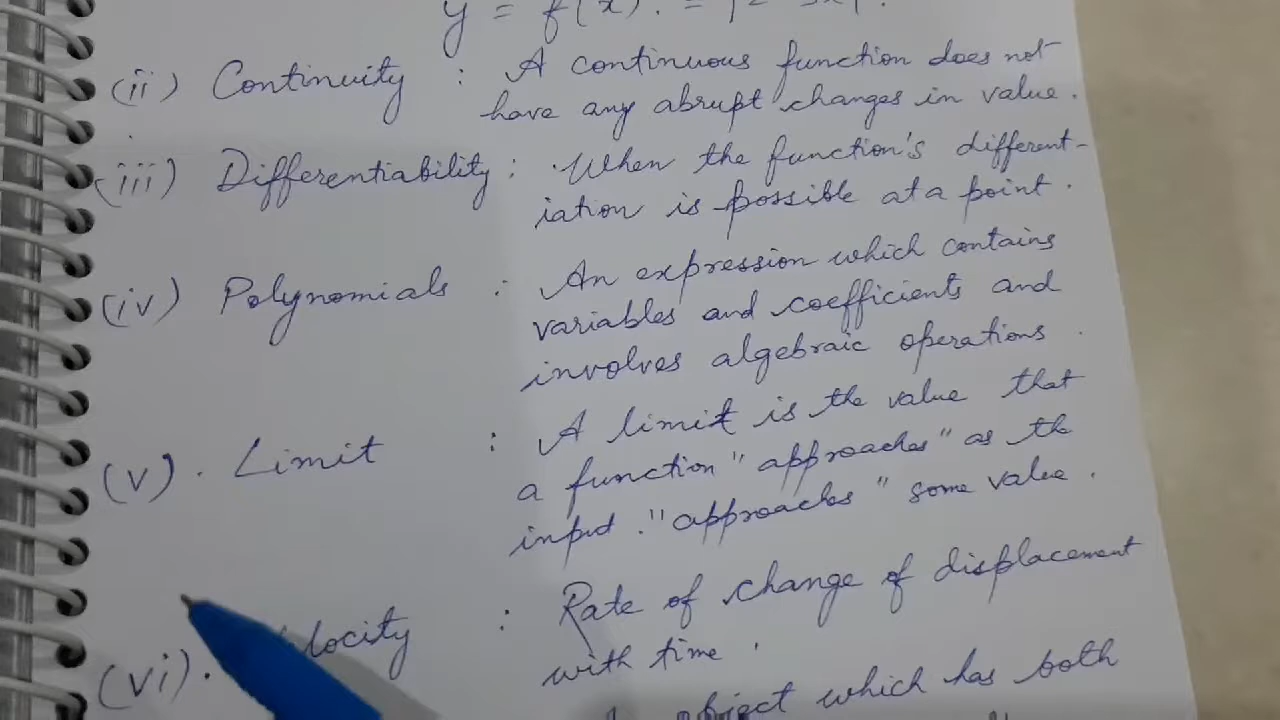 y = f(x) = |2 - 3x|.
(ii) Continuity : A continuous function does not
have any abrupt changes in value.
(iii) Differentiability : When the function's different-
iation is possible at a point.
(iv) Polynomials : An expression which contains
variables and coefficients and
involves algebraic operations.
(v). Limit : A limit is the value that
a function "approaches" as the
input "approaches" some value.
(vi). locity : Rate of change of displacement
with time.
object which has both